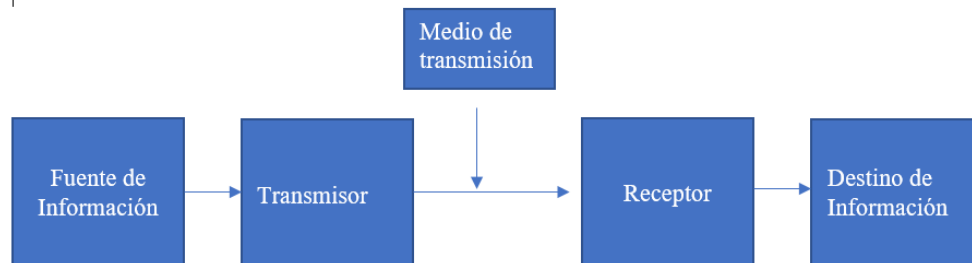 Medio de
transmisión
Fuente de
Información
Transmisor
Receptor
Destino de
Información